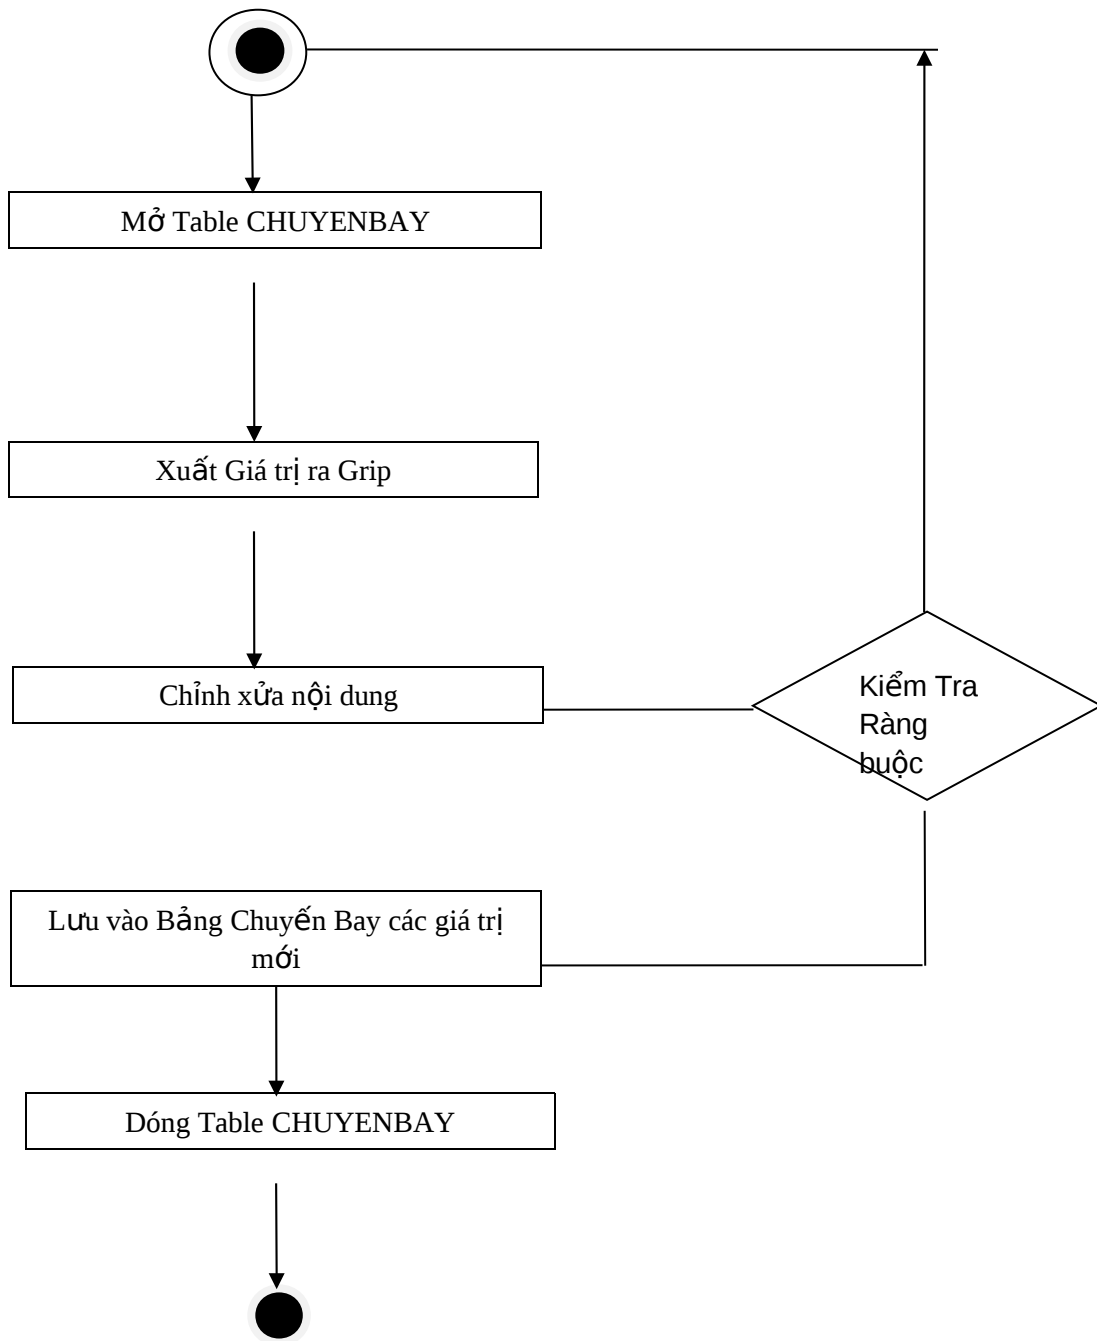 Mở Table CHUYENBAY
Xuất Giá trị ra Grip
Chỉnh xửa nội dung
Kiểm Tra
Ràng
buộc
Lưu vào Bảng Chuyến Bay các giá trị
mới
Dóng Table CHUYENBAY